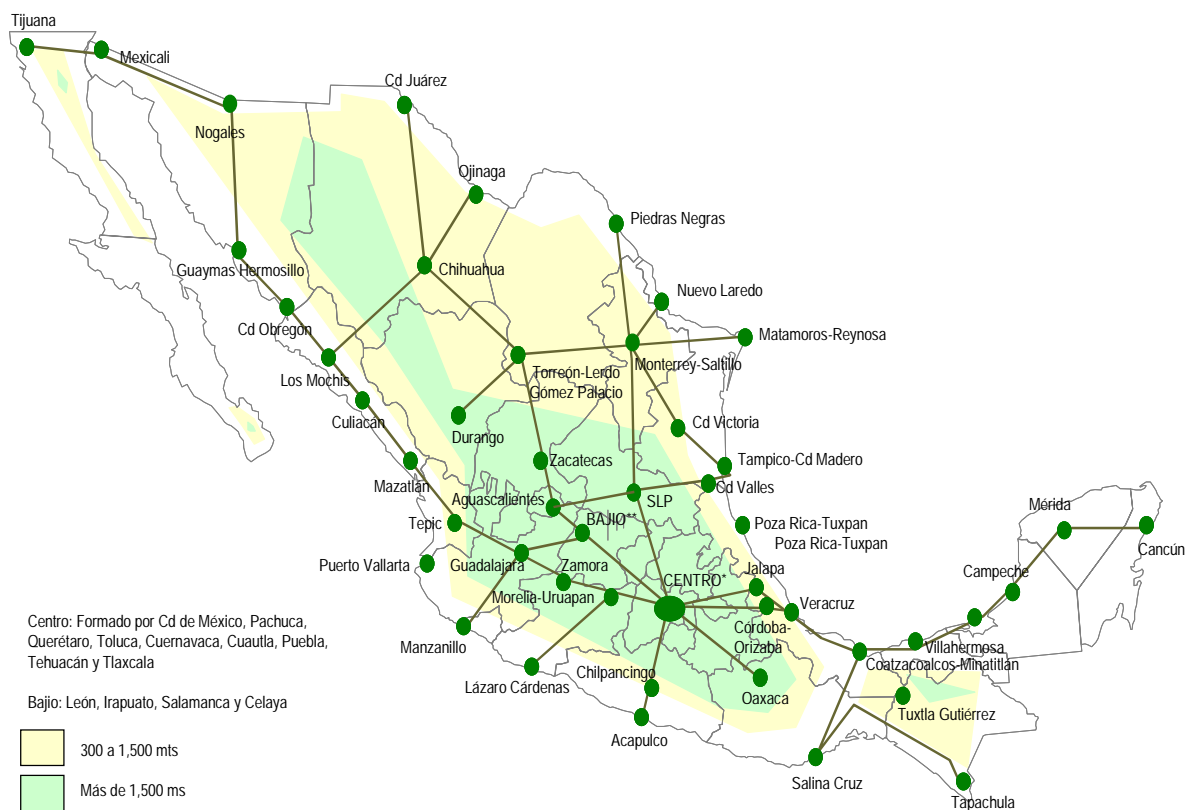 Tijuana
Mexicali
Cd Juárez
Nogales
Ojinaga
Piedras Negras
Guaymas Hermosillo
Chihuahua
Nuevo Laredo
Cd Obregón
Matamoros-Reynosa
Los Mochis
Torreón-Lerdo
Gómez Palacio
Monterrey-Saltillo
Culiacán
Durango
Cd Victoria
Mazatlán
Zacatecas
Tampico-Cd Madero
Aguascalientes
SLP
Cd Valles
Tepic
BAJIO**
Poza Rica-Tuxpan
Poza Rica-Tuxpan
Mérida
Cancún
Puerto Vallarta
Guadalajara
Zamora
CENTRO*
Jalapa
Campeche
Morelia-Uruapan
Veracruz
Córdoba-
Orizaba
Manzanillo
Villahermosa
Coatzacoalcos-Minatitlán
Lázaro Cárdenas
Chilpancingo
Oaxaca
Tuxtla Gutiérrez
Acapulco
Salina Cruz
Tapachula
Centro: Formado por Cd de México, Pachuca,
Querétaro, Toluca, Cuernavaca, Cuautla, Puebla,
Tehuacán y Tlaxcala
Bajio: León, Irapuato, Salamanca y Celaya
300 a 1,500 mts
Más de 1,500 ms